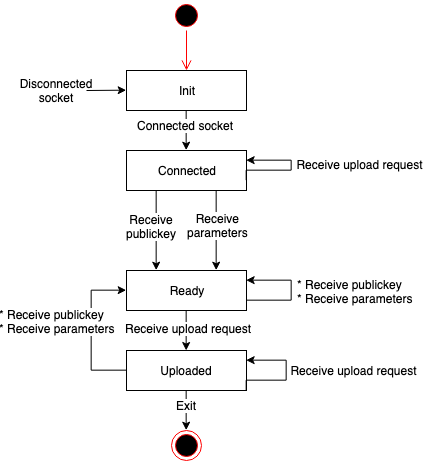 Disconnected
socket
Init
Connected socket
Connected
Receive upload request
Receive
publickey
Receive
parameters
Ready
* Receive publickey
* Receive parameters
* Receive publickey
* Receive parameters
Receive upload request
Uploaded
Receive upload request
Exit